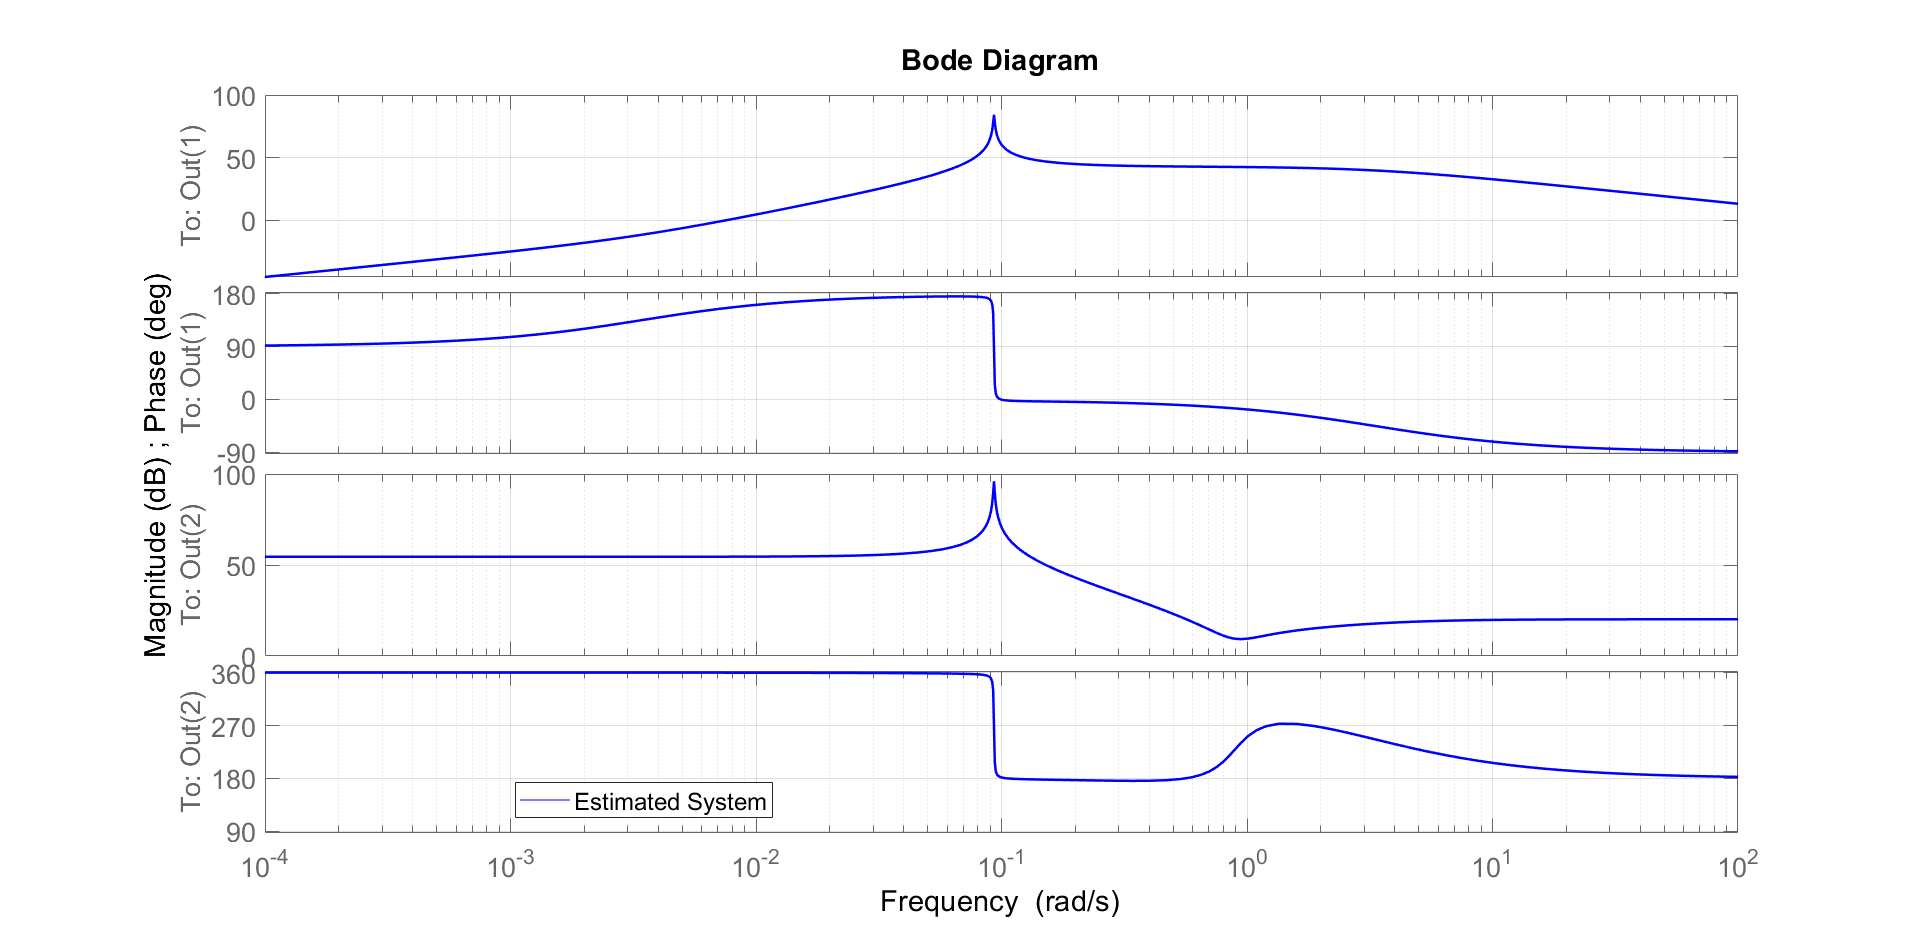 Bode Diagram
Magnitude (dB) ; Phase (deg)
To: Out(1)
100
50
0
To: Out(1)
180
90
0
-90
To: Out(2)
100
50
0
To: Out(2)
360
270
180
90
Estimated System
10^-4
10^-3
10^-2
10^-1
10^0
10^1
10^2
Frequency (rad/s)